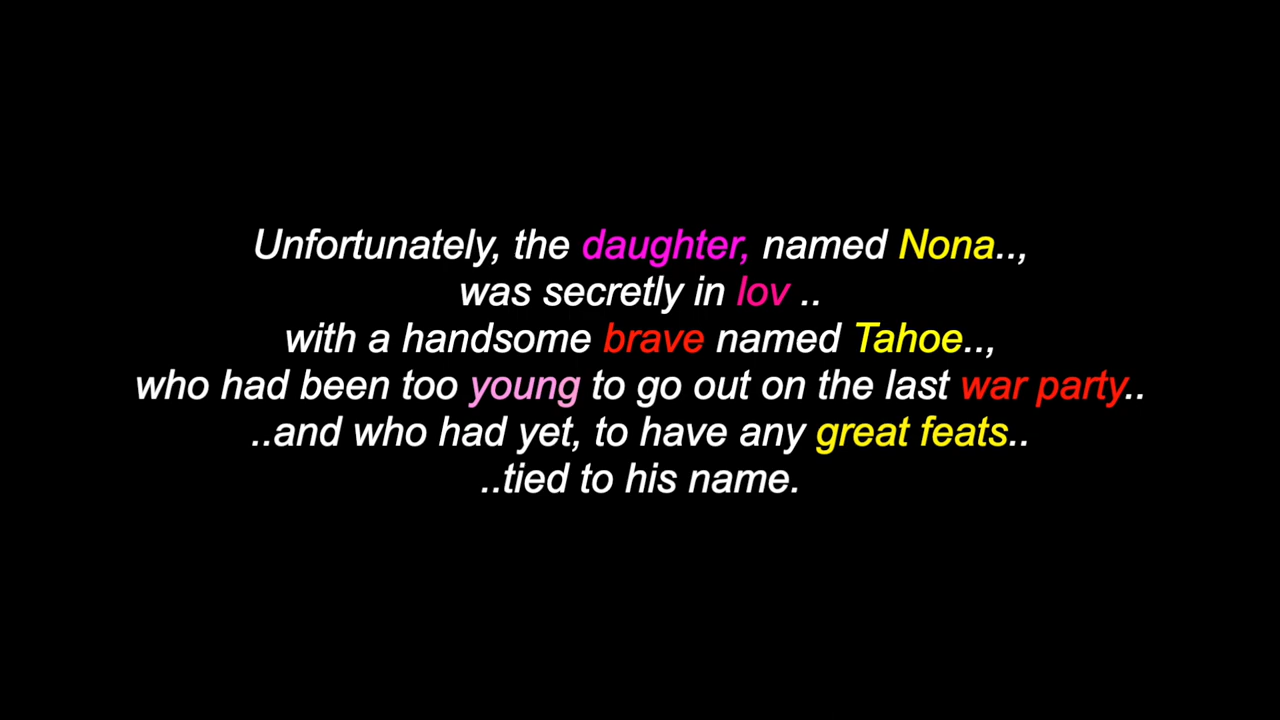 Unfortunately, the daughter, named Nona..,
was secretly in lov ..
with a handsome brave named Tahoe..,
who had been too young to go out on the last war party..
..and who had yet, to have any great feats..
..tied to his name.